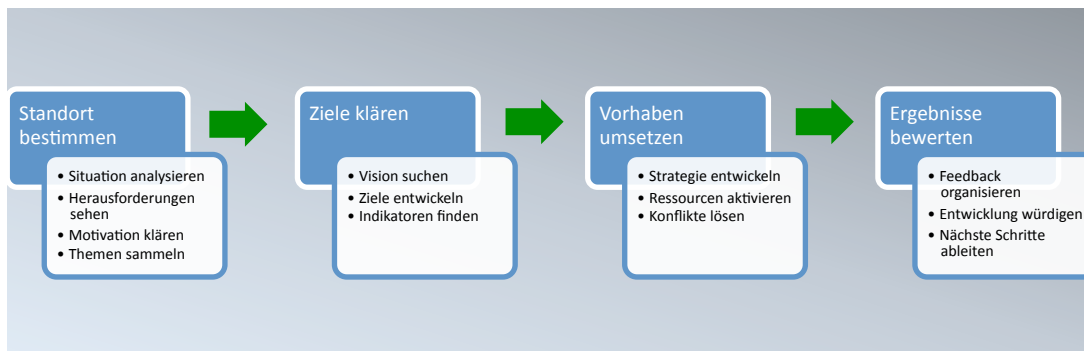 Standort
bestimmen
• Situation analysieren
• Herausforderungen
sehen
• Motivation klären
• Themen sammeln
Ziele klären
• Vision suchen
• Ziele entwickeln
• Indikatoren finden
Vorhaben
umsetzen
• Strategie entwickeln
• Ressourcen aktivieren
• Konflikte lösen
Ergebnisse
bewerten
• Feedback
organisieren
• Entwicklung würdigen
• Nächste Schritte
ableiten